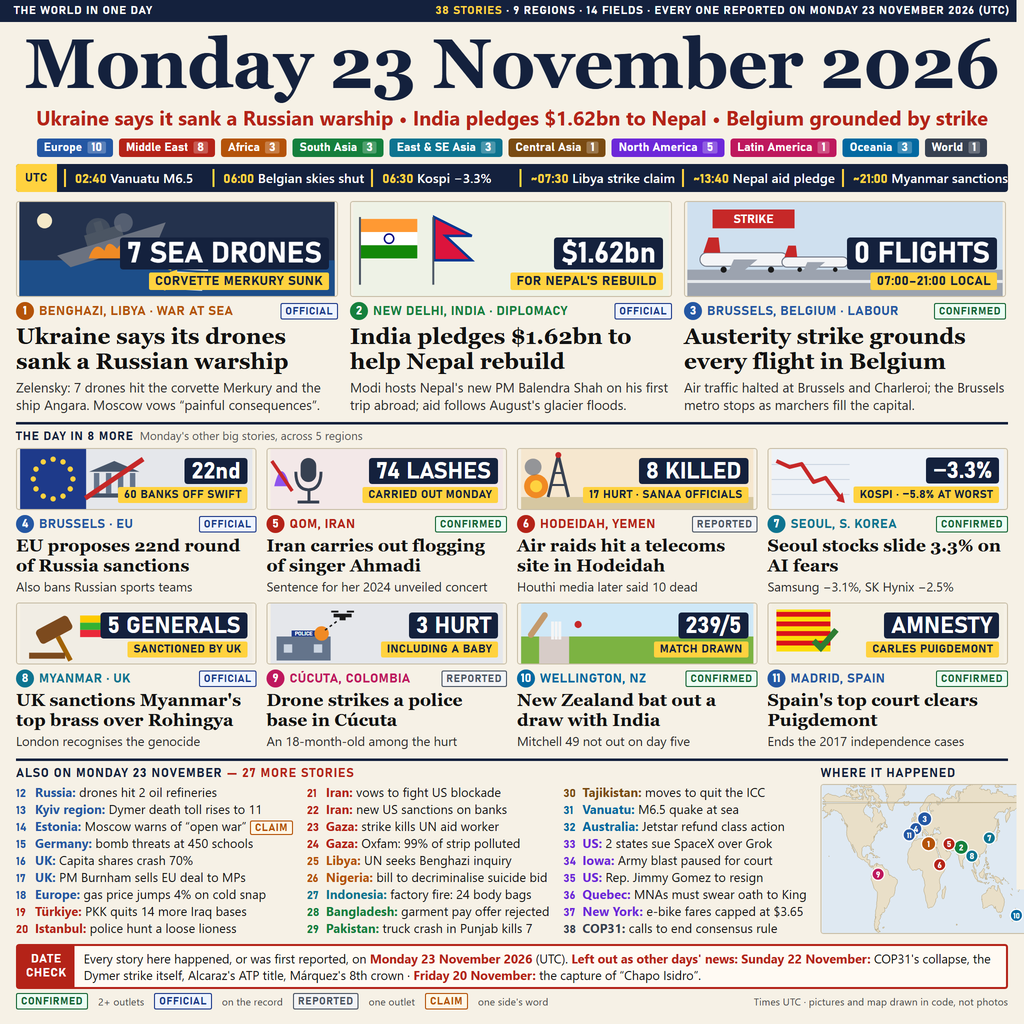 THE WORLD IN ONE DAY
38 STORIES · 9 REGIONS · 14 FIELDS · EVERY ONE REPORTED ON MONDAY 23 NOVEMBER 2026 (UTC)
Monday 23 November 2026
Ukraine says it sank a Russian warship • India pledges $1.62bn to Nepal • Belgium grounded by strike
Europe 10 Middle East 8 Africa 3 South Asia 3 East & SE Asia 3 Central Asia 1 North America 5 Latin America 1 Oceania 3 World 1
UTC 02:40 Vanuatu M6.5 06:00 Belgian skies shut 06:30 Kospi −3.3% ~07:30 Libya strike claim ~13:40 Nepal aid pledge ~21:00 Myanmar sanctions
7 SEA DRONES
CORVETTE MERKURY SUNK
1 BENGHAZI, LIBYA · WAR AT SEA OFFICIAL
Ukraine says its drones
sank a Russian warship
Zelensky: 7 drones hit the corvette Merkury and the
ship Angara. Moscow vows “painful consequences”.
$1.62bn
FOR NEPAL'S REBUILD
2 NEW DELHI, INDIA · DIPLOMACY OFFICIAL
India pledges $1.62bn to
help Nepal rebuild
Modi hosts Nepal's new PM Balendra Shah on his first
trip abroad; aid follows August's glacier floods.
STRIKE
0 FLIGHTS
07:00–21:00 LOCAL
3 BRUSSELS, BELGIUM · LABOUR CONFIRMED
Austerity strike grounds
every flight in Belgium
Air traffic halted at Brussels and Charleroi; the Brussels
metro stops as marchers fill the capital.
THE DAY IN 8 MORE Monday's other big stories, across 5 regions
22nd
60 BANKS OFF SWIFT
4 BRUSSELS · EU OFFICIAL
EU proposes 22nd round
of Russia sanctions
Also bans Russian sports teams
74 LASHES
CARRIED OUT MONDAY
5 QOM, IRAN CONFIRMED
Iran carries out flogging
of singer Ahmadi
Sentence for her 2024 unveiled concert
8 KILLED
17 HURT · SANAA OFFICIALS
6 HODEIDAH, YEMEN REPORTED
Air raids hit a telecoms
site in Hodeidah
Houthi media later said 10 dead
−3.3%
KOSPI · −5.8% AT WORST
7 SEOUL, S. KOREA CONFIRMED
Seoul stocks slide 3.3% on
AI fears
Samsung −3.1%, SK Hynix −2.5%
5 GENERALS
SANCTIONED BY UK
8 MYANMAR · UK OFFICIAL
UK sanctions Myanmar's
top brass over Rohingya
London recognises the genocide
POLICE
3 HURT
INCLUDING A BABY
9 CÚCUTA, COLOMBIA REPORTED
Drone strikes a police
base in Cúcuta
An 18-month-old among the hurt
239/5
MATCH DRAWN
10 WELLINGTON, NZ CONFIRMED
New Zealand bat out a
draw with India
Mitchell 49 not out on day five
AMNESTY
CARLES PUIGDEMONT
11 MADRID, SPAIN CONFIRMED
Spain's top court clears
Puigdemont
Ends the 2017 independence cases
ALSO ON MONDAY 23 NOVEMBER — 27 MORE STORIES
12 Russia: drones hit 2 oil refineries
13 Kyiv region: Dymer death toll rises to 11
14 Estonia: Moscow warns of “open war” CLAIM
15 Germany: bomb threats at 450 schools
16 UK: Capita shares crash 70%
17 UK: PM Burnham sells EU deal to MPs
18 Europe: gas price jumps 4% on cold snap
19 Türkiye: PKK quits 14 more Iraq bases
20 Istanbul: police hunt a loose lioness
21 Iran: vows to fight US blockade
22 Iran: new US sanctions on banks
23 Gaza: strike kills UN aid worker
24 Gaza: Oxfam: 99% of strip polluted
25 Libya: UN seeks Benghazi inquiry
26 Nigeria: bill to decriminalise suicide bid
27 Indonesia: factory fire: 24 body bags
28 Bangladesh: garment pay offer rejected
29 Pakistan: truck crash in Punjab kills 7
30 Tajikistan: moves to quit the ICC
31 Vanuatu: M6.5 quake at sea
32 Australia: Jetstar refund class action
33 US: 2 states sue SpaceX over Grok
34 Iowa: Army blast paused for court
35 US: Rep. Jimmy Gomez to resign
36 Quebec: MNAs must swear oath to King
37 New York: e-bike fares capped at $3.65
38 COP31: calls to end consensus rule
WHERE IT HAPPENED
3
4
11
1
5
2
8
7
6
9
10
DATE
CHECK
Every story here happened, or was first reported, on Monday 23 November 2026 (UTC). Left out as other days' news: Sunday 22 November: COP31's collapse, the
Dymer strike itself, Alcaraz's ATP title, Márquez's 8th crown · Friday 20 November: the capture of “Chapo Isidro”.
CONFIRMED 2+ outlets OFFICIAL on the record REPORTED one outlet CLAIM one side's word
Times UTC · pictures and map drawn in code, not photos